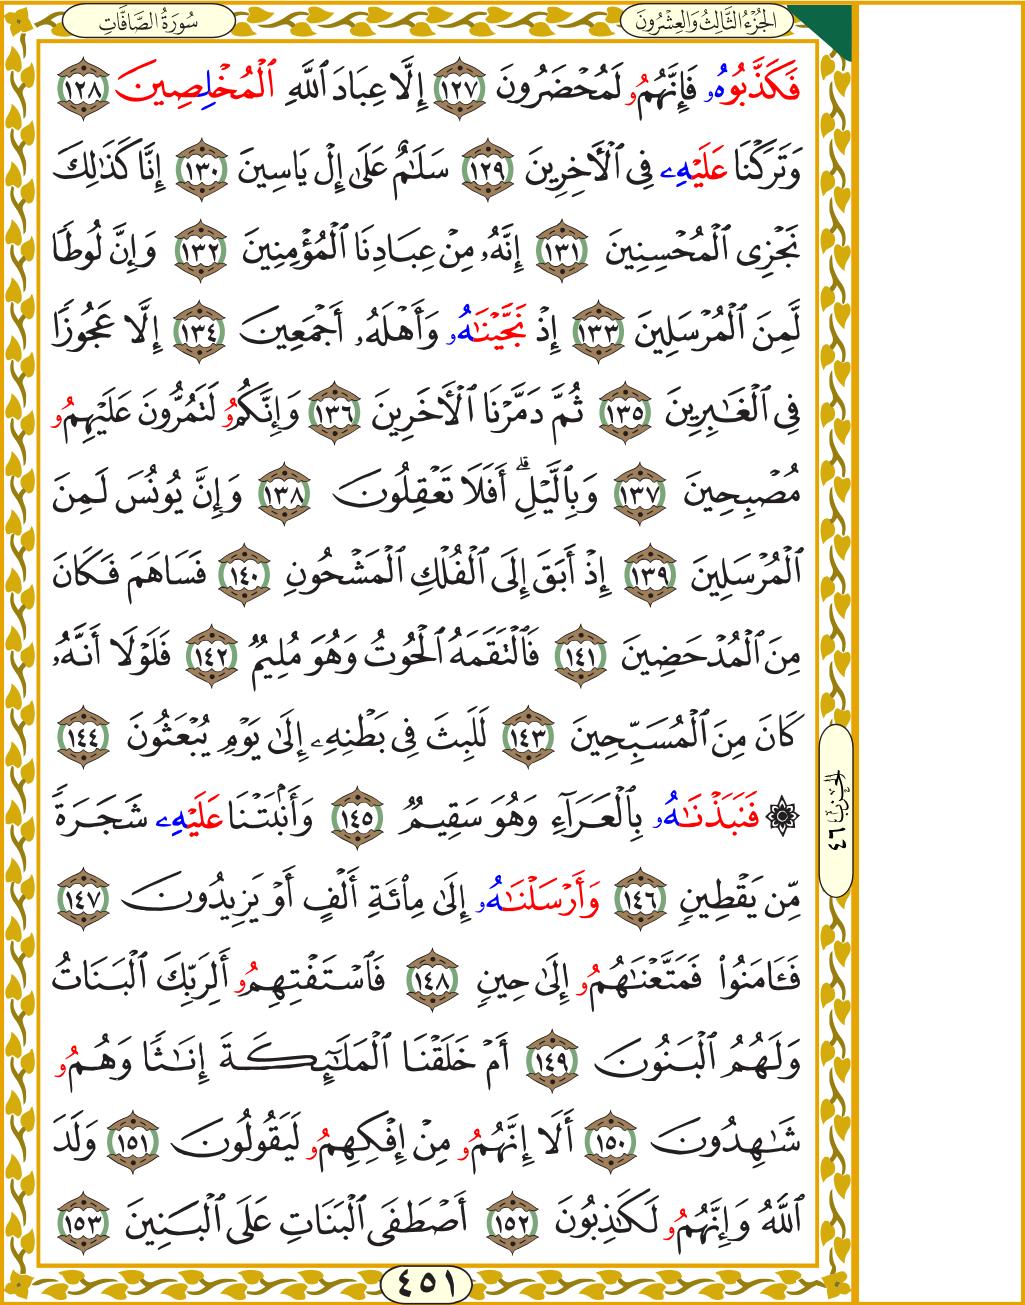 سُورَةُ الصَّافَّاتِ
الجُزْءُ الثَّالِثُ وَالعِشْرُونَ
فَكَذَّبُوهُۥ فَإِنَّهُمُۥ لَمُحْضَرُونَ ١٢٧ إِلَّا عِبَادَ ٱللَّهِ ٱلْمُخْلِصِينَ ١٢٨
وَتَرَكْنَا عَلَيْهِۦ فِى ٱلْأَخِرِينَ ١٢٩ سَلَٰمٌ عَلَىٰ إِلْ يَاسِينَ ١٣٠ إِنَّا كَذَٰلِكَ
نَجْزِى ٱلْمُحْسِنِينَ ١٣١ إِنَّهُۥ مِنْ عِبَادِنَا ٱلْمُؤْمِنِينَ ١٣٢ وَإِنَّ لُوطًا
لَّمِنَ ٱلْمُرْسَلِينَ ١٣٣ إِذْ نَجَّيْنَٰهُۥ وَأَهْلَهُۥ أَجْمَعِينَ ١٣٤ إِلَّا عَجُوزًا
فِى ٱلْغَٰبِرِينَ ١٣٥ ثُمَّ دَمَّرْنَا ٱلْأَخَرِينَ ١٣٦ وَإِنَّكُمُۥ لَتَمُرُّونَ عَلَيْهِمُۥ
مُصْبِحِينَ ١٣٧ وَبِٱلَّيْلِۗ أَفَلَا تَعْقِلُونَ ١٣٨ وَإِنَّ يُونُسَ لَمِنَ
ٱلْمُرْسَلِينَ ١٣٩ إِذْ أَبَقَ إِلَى ٱلْفُلْكِ ٱلْمَشْحُونِ ١٤٠ فَسَاهَمَ فَكَانَ
مِنَ ٱلْمُدْحَضِينَ ١٤١ فَٱلْتَقَمَهُ ٱلْحُوتُ وَهُوَ مُلِيمٌ ١٤٢ فَلَوْلَا أَنَّهُۥ
كَانَ مِنَ ٱلْمُسَبِّحِينَ ١٤٣ لَلَبِثَ فِى بَطْنِهِۦ إِلَىٰ يَوْمِ يُبْعَثُونَ ١٤٤
۞ فَنَبَذْنَٰهُۥ بِٱلْعَرَآءِ وَهُوَ سَقِيمٌ ١٤٥ وَأَنۢبَتْنَا عَلَيْهِۦ شَجَرَةً
مِّن يَقْطِينٍ ١٤٦ وَأَرْسَلْنَٰهُۥ إِلَىٰ مِا۟ئَةِ أَلْفٍ أَوْ يَزِيدُونَ ١٤٧
فَـَٔامَنُوا۟ فَمَتَّعْنَٰهُمُۥ إِلَىٰ حِينٍ ١٤٨ فَٱسْتَفْتِهِمُۥ أَلِرَبِّكَ ٱلْبَنَاتُ
وَلَهُمُ ٱلْبَنُونَ ١٤٩ أَمْ خَلَقْنَا ٱلْمَلَٰٓئِكَةَ إِنَٰثًا وَهُمُۥ
شَٰهِدُونَ ١٥٠ أَلَا إِنَّهُمُۥ مِنْ إِفْكِهِمُۥ لَيَقُولُونَ ١٥١ وَلَدَ
ٱللَّهُ وَإِنَّهُمُۥ لَكَٰذِبُونَ ١٥٢ أَصْطَفَى ٱلْبَنَاتِ عَلَى ٱلْبَنِينَ ١٥٣
الحِزْبُ ٤٦
٤٥١